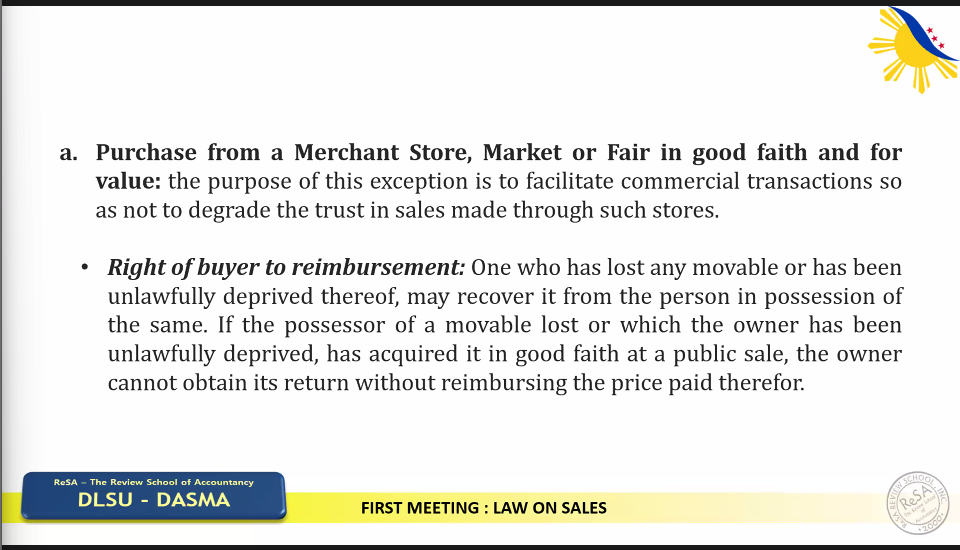 a. Purchase from a Merchant Store, Market or Fair in good faith and for
value: the purpose of this exception is to facilitate commercial transactions so
as not to degrade the trust in sales made through such stores.
• Right of buyer to reimbursement: One who has lost any movable or has been
unlawfully deprived thereof, may recover it from the person in possession of
the same. If the possessor of a movable lost or which the owner has been
unlawfully deprived, has acquired it in good faith at a public sale, the owner
cannot obtain its return without reimbursing the price paid therefor.
ReSA – The Review School of Accountancy
DLSU - DASMA
FIRST MEETING : LAW ON SALES
ReSA REVIEW SCHOOL, INC.
ReSA
The Review School
of
Accountancy
• 2000 •